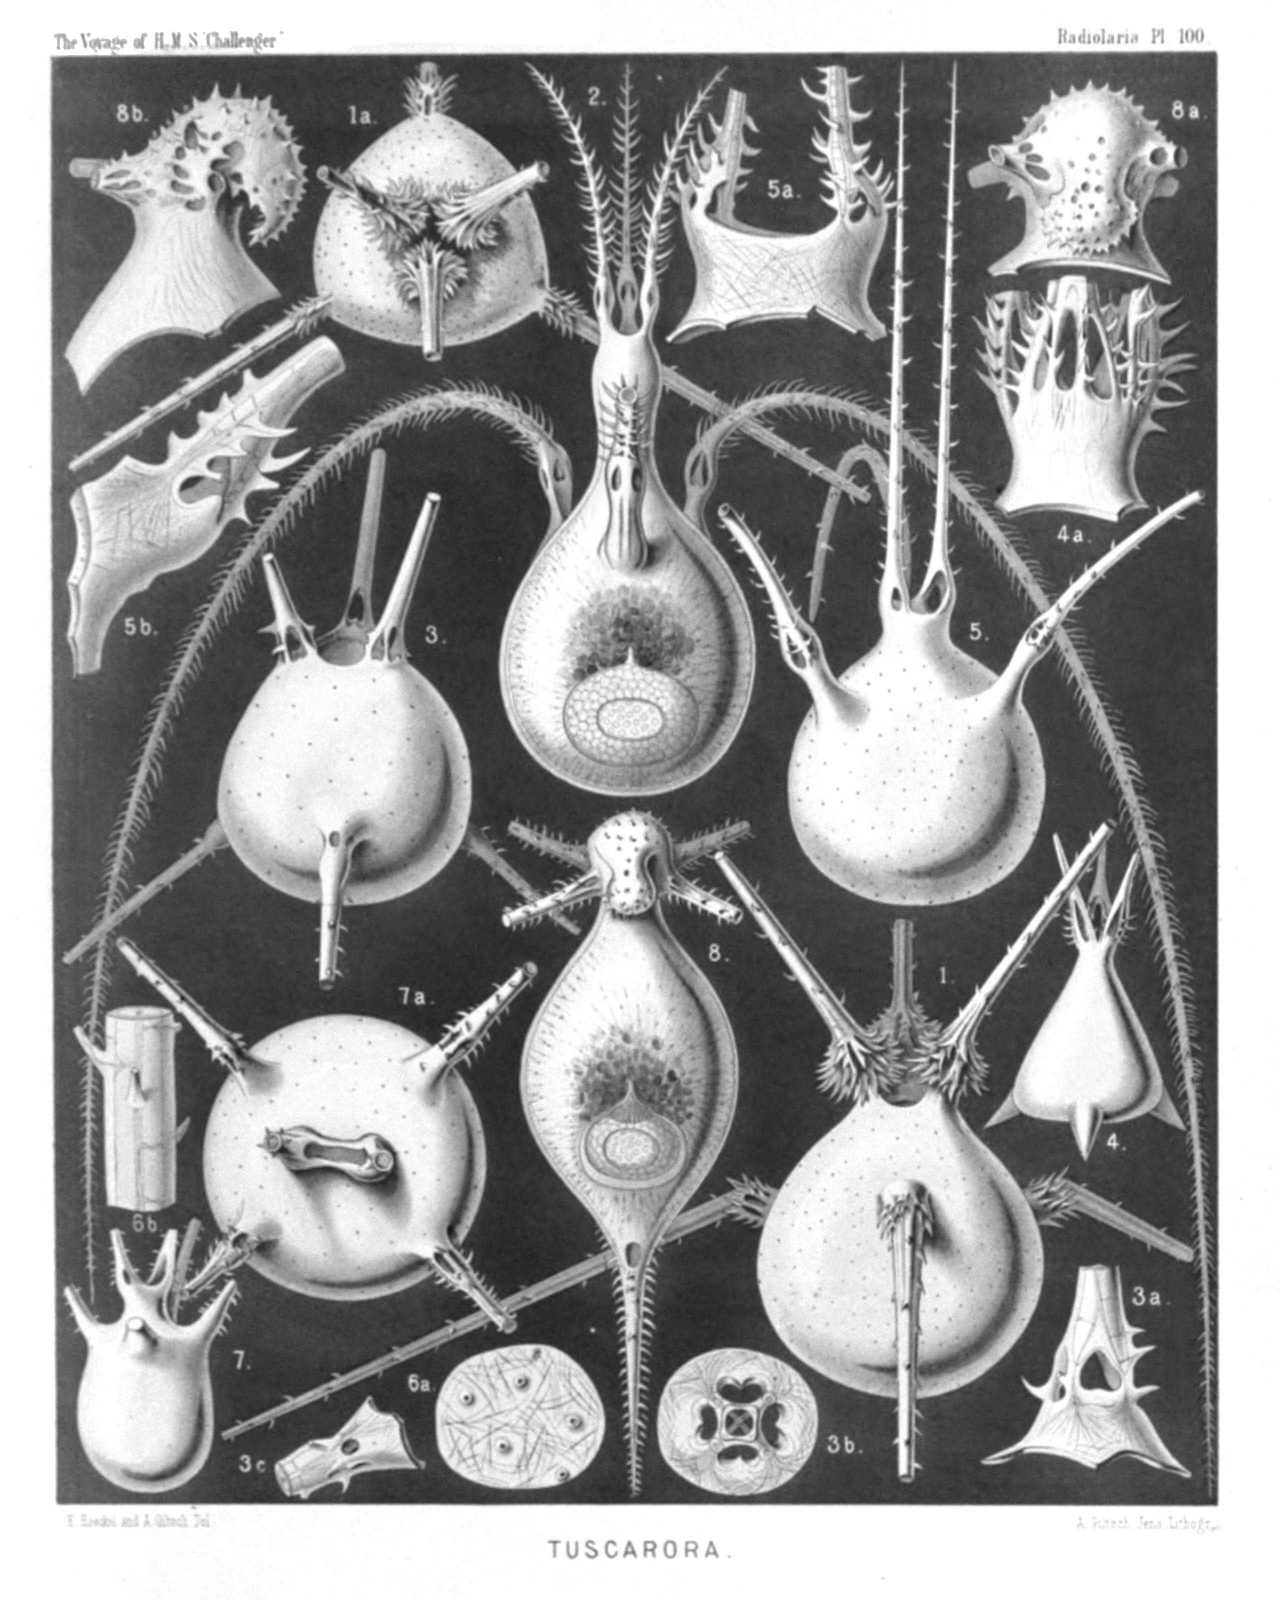 The Voyage of H.M.S. "Challenger"
Radiolaria Pl. 100.
8b.
1a.
2.
5a.
8a.
4a.
5b.
3.
5.
7a.
8.
1.
4.
6b.
7.
3a.
6a.
3c
3b.
E. Haeckel and A. Giltsch Del.
A. Giltsch, Jena, Lithogr.
TUSCARORA.